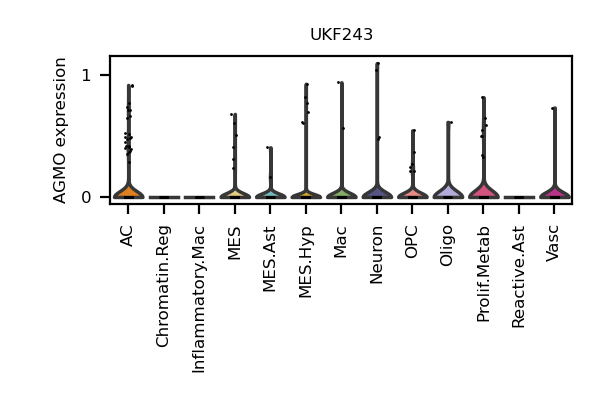 UKF243
AGMO expression
1
0
AC
Chromatin.Reg
Inflammatory.Mac
MES
MES.Ast
MES.Hyp
Mac
Neuron
OPC
Oligo
Prolif.Metab
Reactive.Ast
Vasc